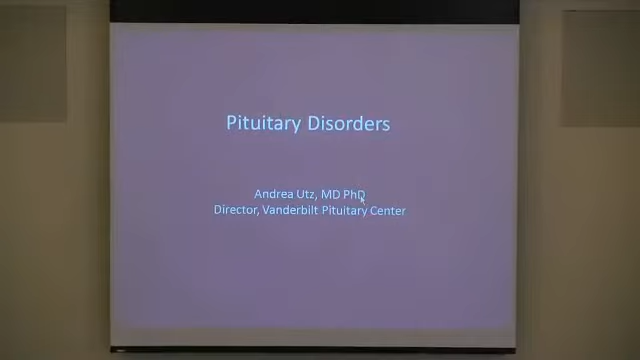 Pituitary Disorders
Andrea Utz, MD PhD
Director, Vanderbilt Pituitary Center